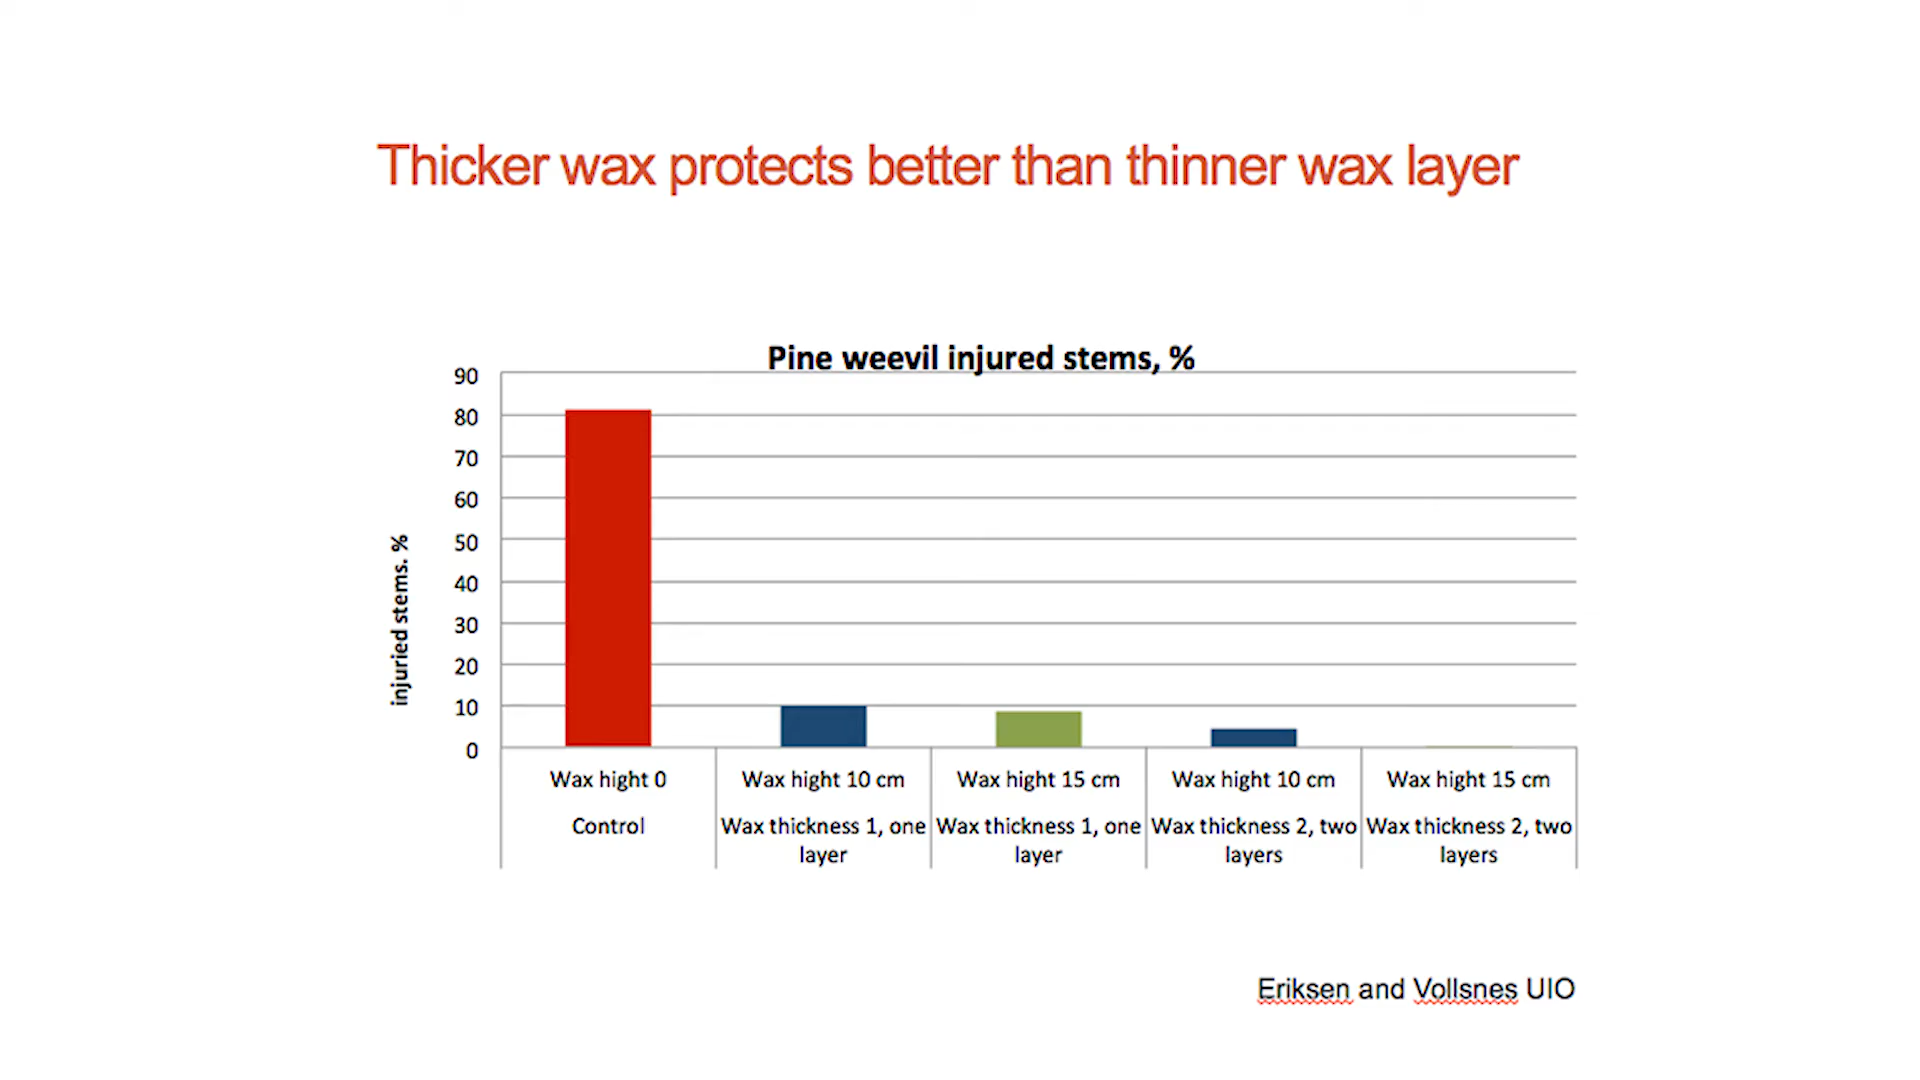 Thicker wax protects better than thinner wax layer
Pine weevil injured stems, %
90
80
70
60
50
40
30
20
10
0
injuried stems. %
Wax hight 0
Wax hight 10 cm
Wax hight 15 cm
Wax hight 10 cm
Wax hight 15 cm
Control
Wax thickness 1, one
layer
Wax thickness 1, one
layer
Wax thickness 2, two
layers
Wax thickness 2, two
layers
Eriksen and Vollsnes UIO